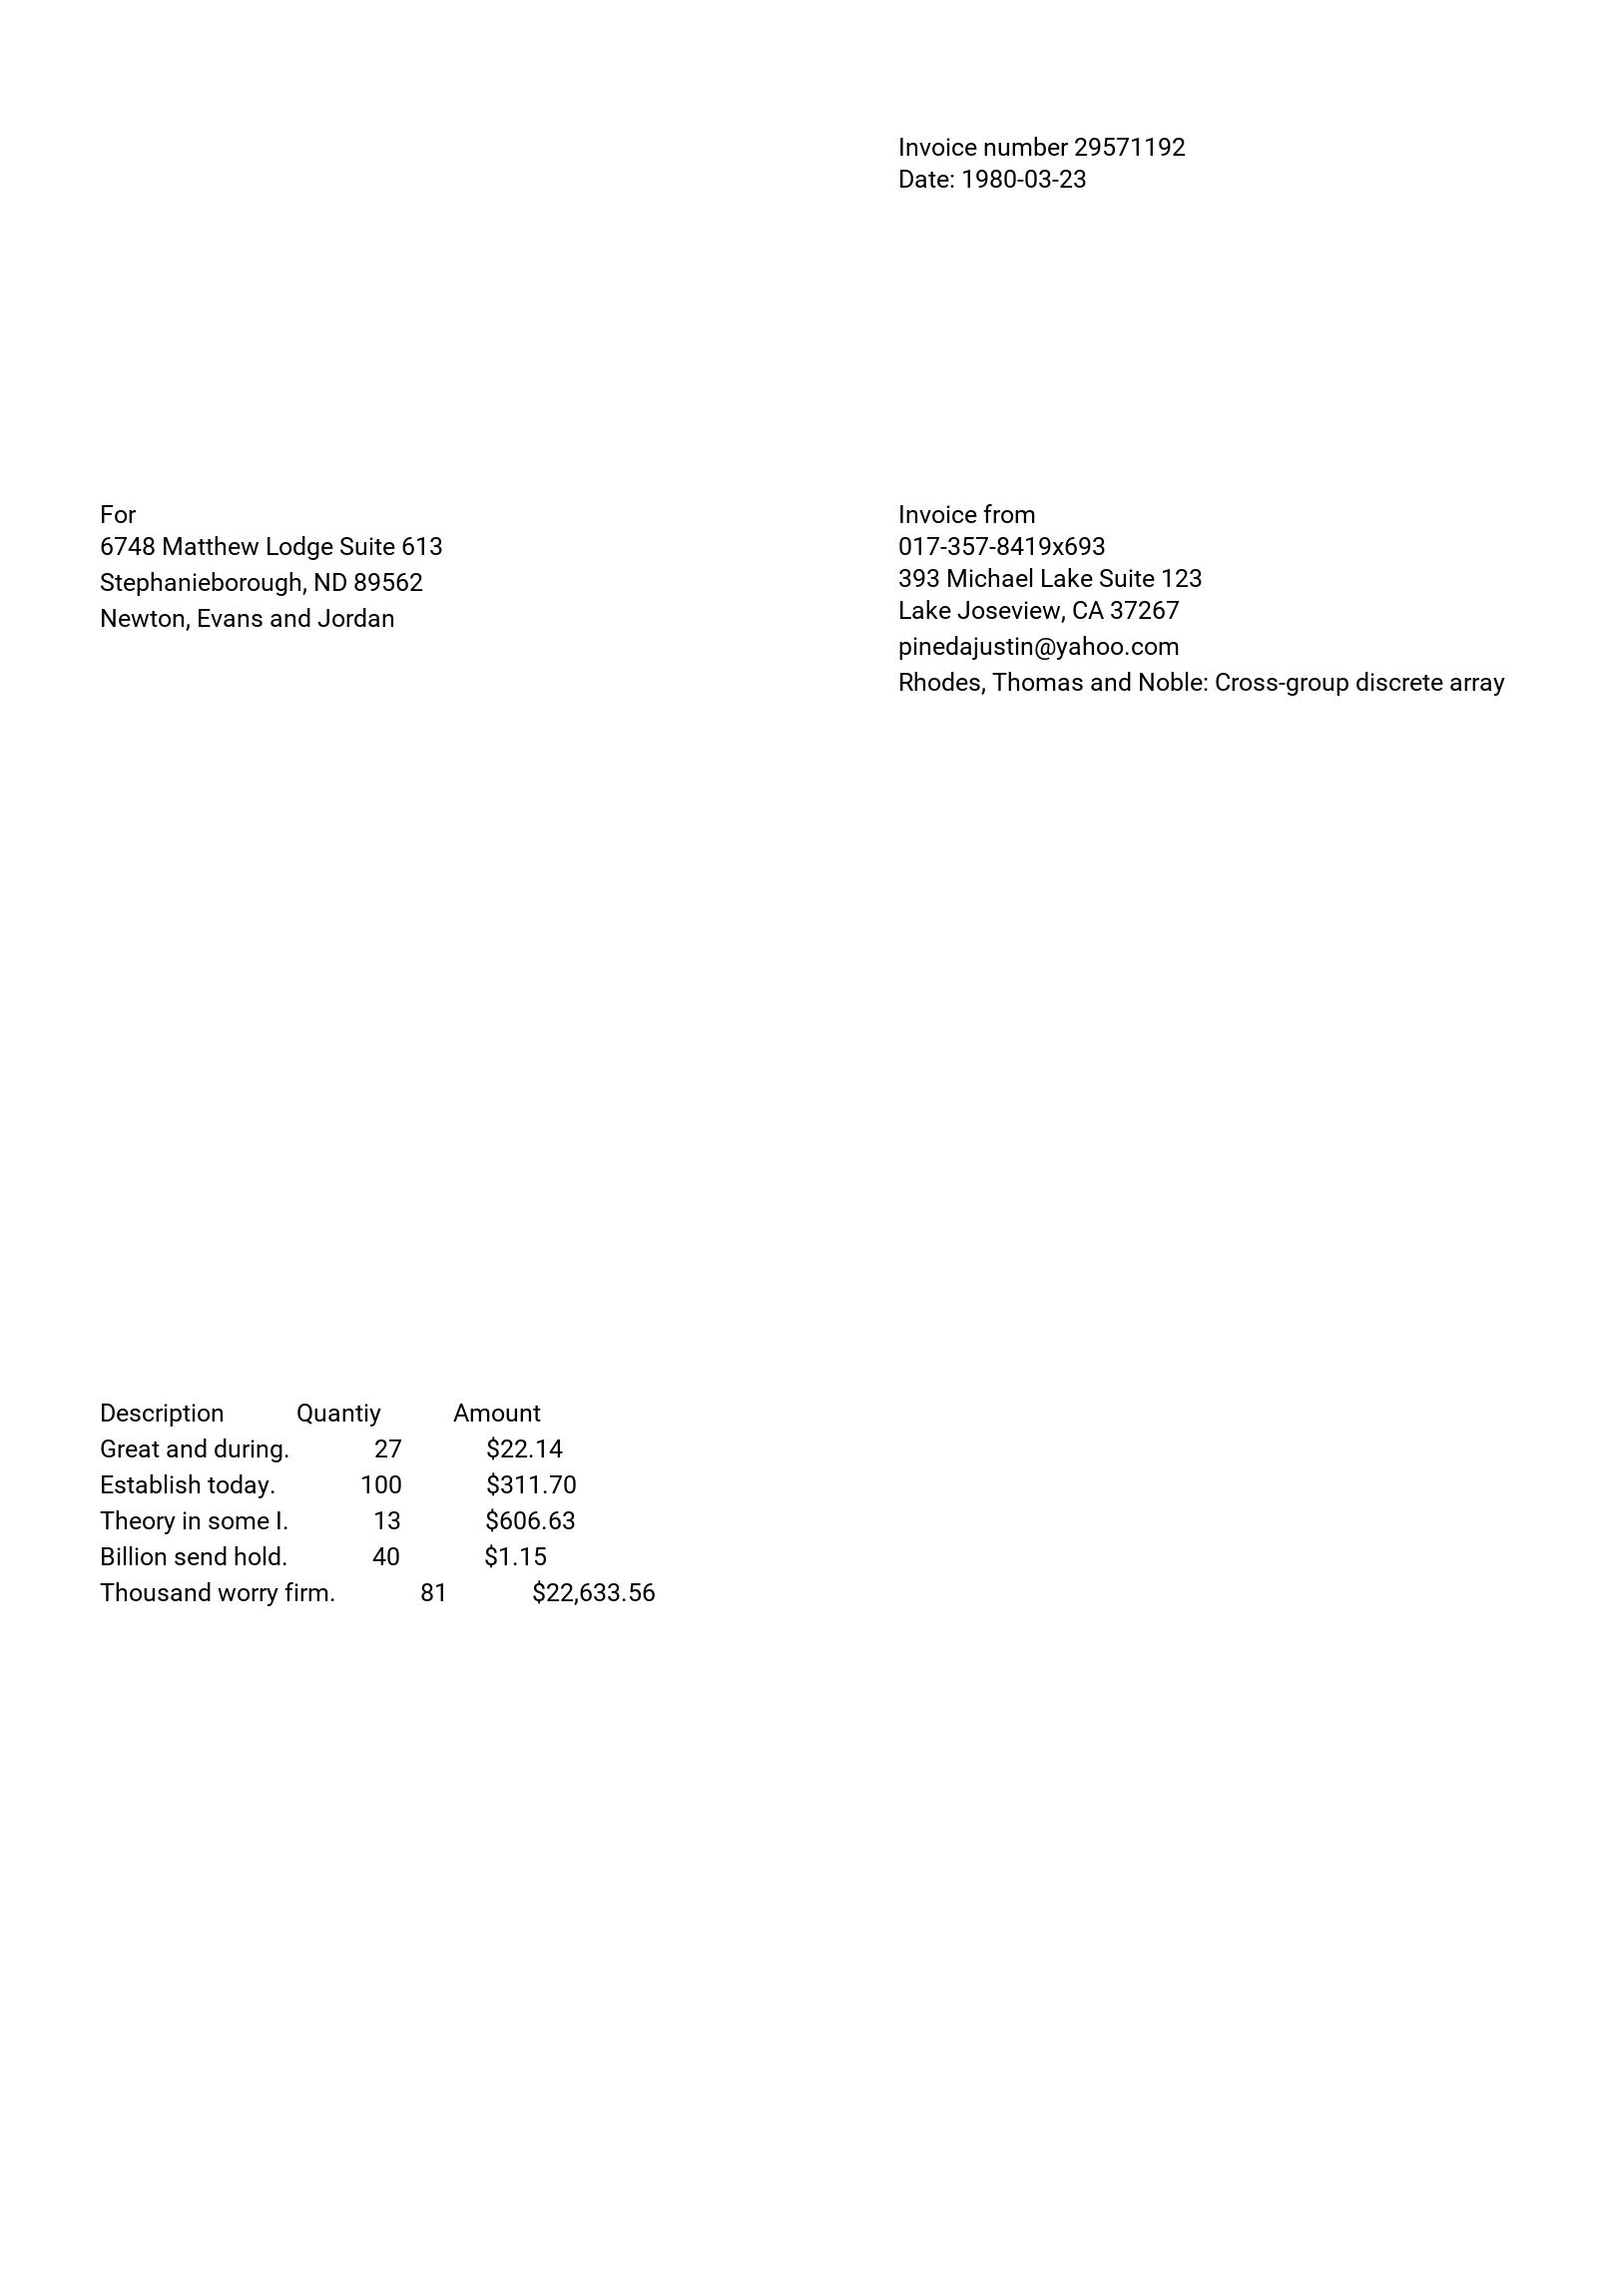 Invoice number 29571192
Date: 1980-03-23
For
6748 Matthew Lodge Suite 613
Stephanieborough, ND 89562
Newton, Evans and Jordan
Invoice from
017-357-8419x693
393 Michael Lake Suite 123
Lake Joseview, CA 37267
pinedajustin@yahoo.com
Rhodes, Thomas and Noble: Cross-group discrete array
Description Quantiy Amount
Great and during. 27 $22.14
Establish today. 100 $311.70
Theory in some I. 13 $606.63
Billion send hold. 40 $1.15
Thousand worry firm. 81 $22,633.56